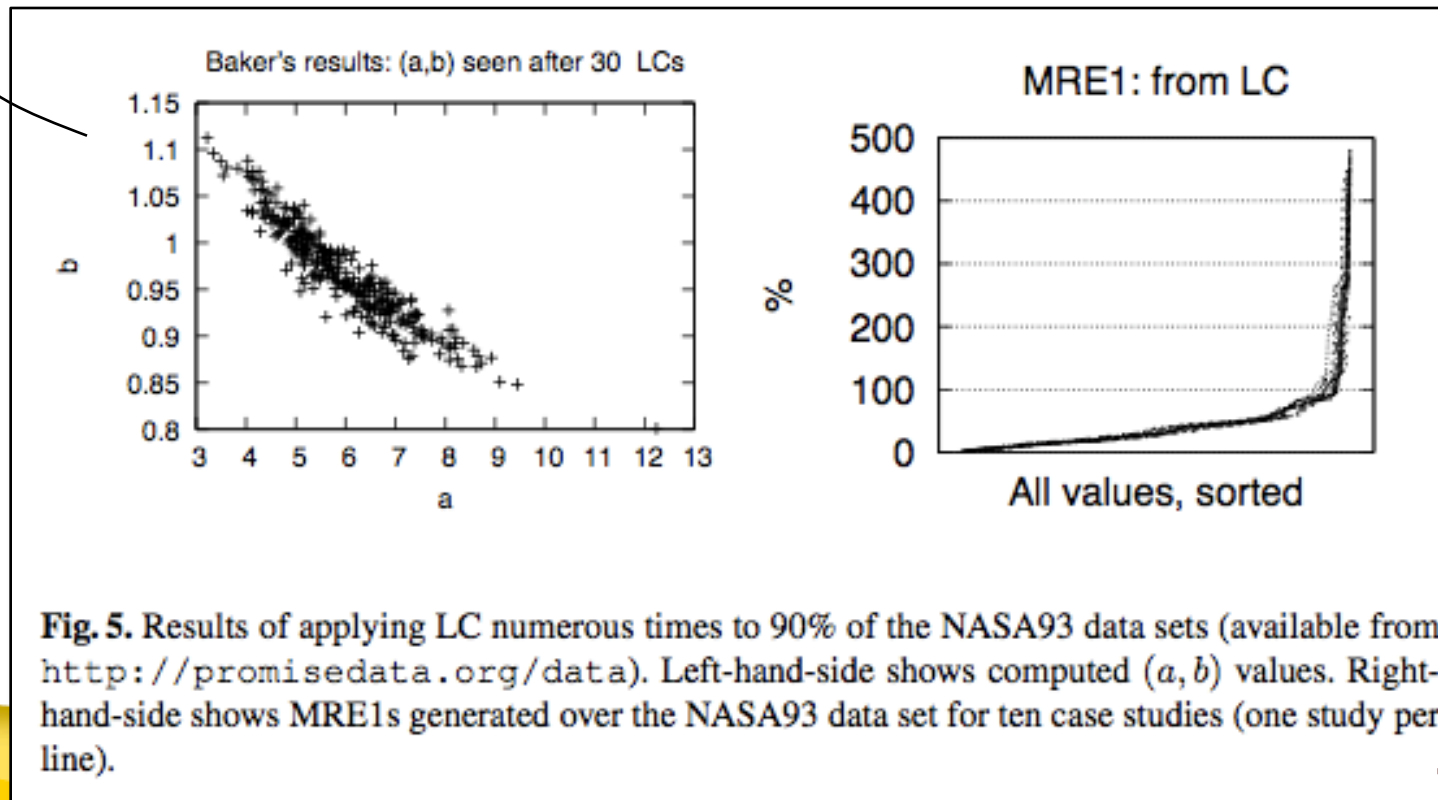 Baker's results: (a,b) seen after 30 LCs
1.15
1.1
1.05
1
0.95
0.9
0.85
0.8
b
3 4 5 6 7 8 9 10 11 12 13
a
MRE1: from LC
500
400
300
200
100
0
%
All values, sorted
Fig. 5. Results of applying LC numerous times to 90% of the NASA93 data sets (available from
http://promisedata.org/data). Left-hand-side shows computed (a, b) values. Right-
hand-side shows MRE1s generated over the NASA93 data set for ten case studies (one study per
line).